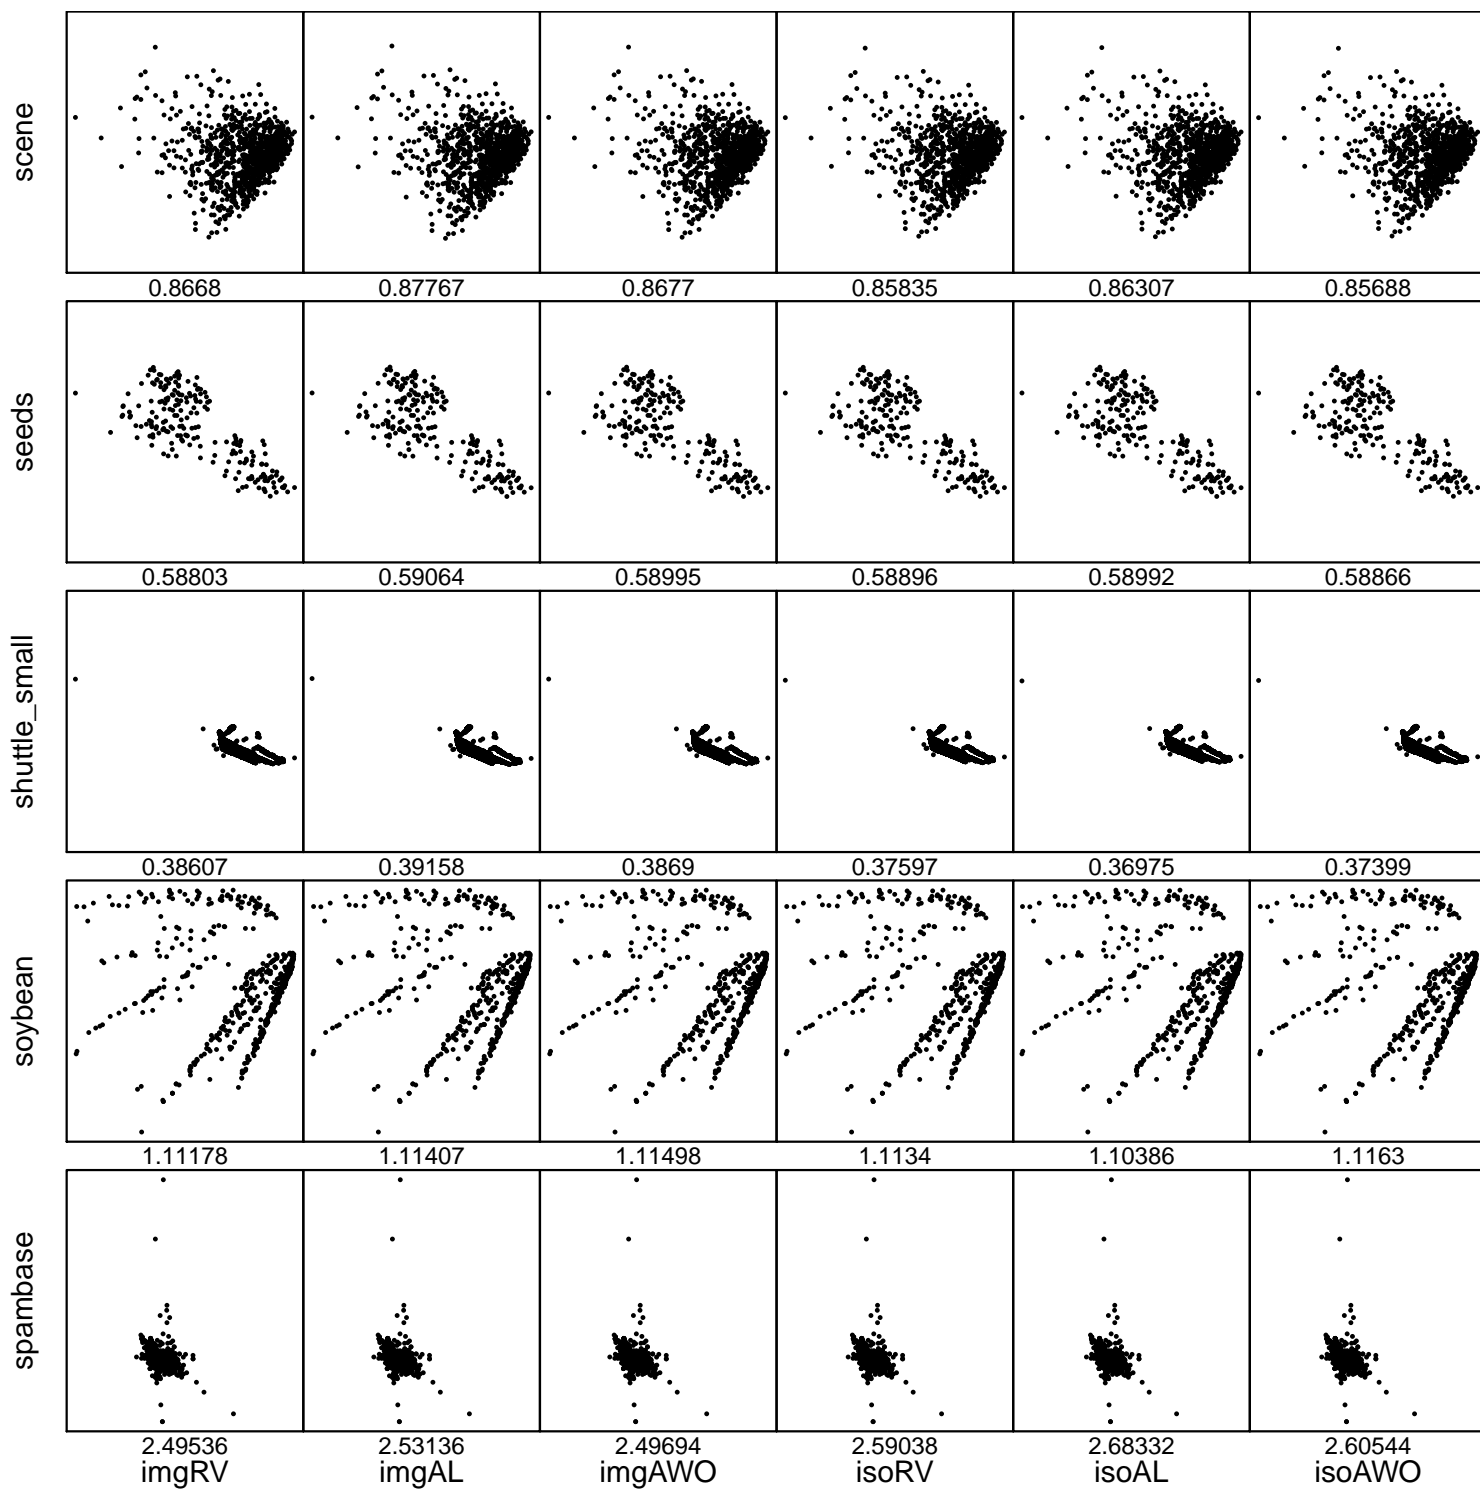 scene
0.8668 0.87767 0.8677 0.85835 0.86307 0.85688
seeds
0.58803 0.59064 0.58995 0.58896 0.58992 0.58866
shuttle_small
0.38607 0.39158 0.3869 0.37597 0.36975 0.37399
soybean
1.11178 1.11407 1.11498 1.1134 1.10386 1.1163
spambase
2.49536 2.53136 2.49694 2.59038 2.68332 2.60544
imgRV imgAL imgAWO isoRV isoAL isoAWO